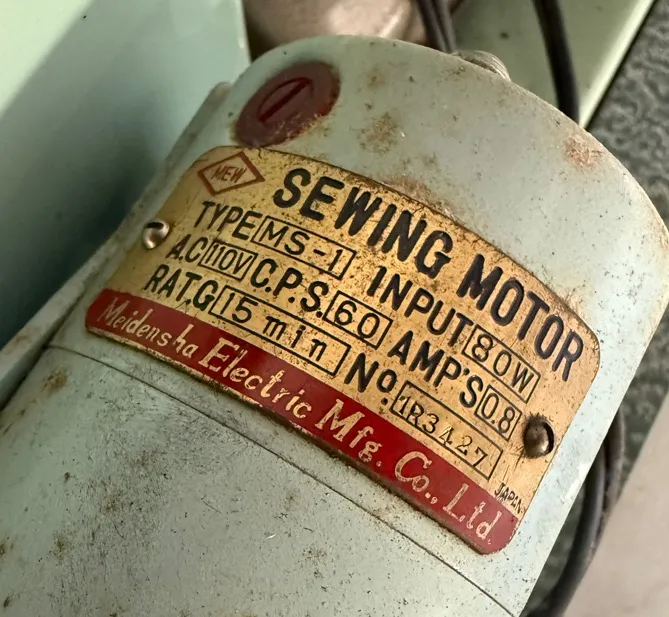 MEW
SEWING MOTOR
TYPE MS-1 INPUT 80W
A.C 110V C.P.S. 60 AMP'S 0.8
RAT,G 15 min No. 1R3427
JAPAN
Meidensha Electric Mfg. Co., Ltd.